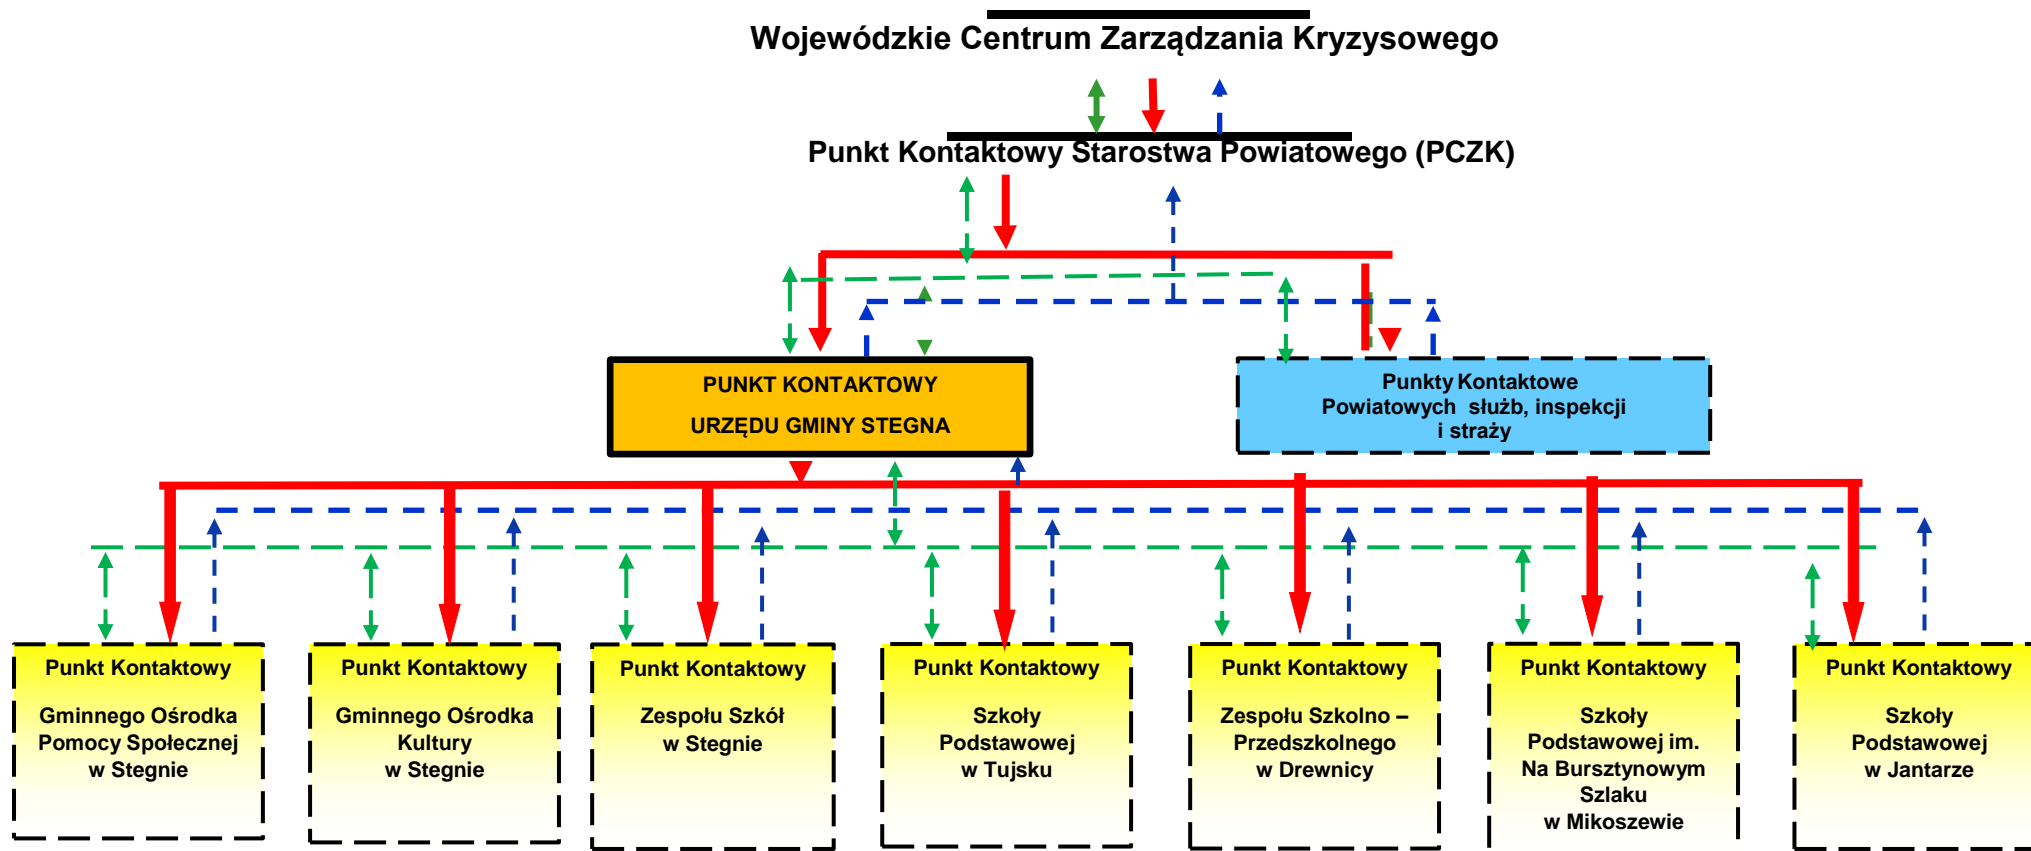 Wojewódzkie Centrum Zarządzania Kryzysowego
Punkt Kontaktowy Starostwa Powiatowego (PCZK)
PUNKT KONTAKTOWY
URZĘDU GMINY STEGNA
Punkty Kontaktowe
Powiatowych służb, inspekcji
i straży
Punkt Kontaktowy
Gminnego Ośrodka
Pomocy Społecznej
w Stegnie
Punkt Kontaktowy
Gminnego Ośrodka
Kultury
w Stegnie
Punkt Kontaktowy
Zespołu Szkół
w Stegnie
Punkt Kontaktowy
Szkoły
Podstawowej
w Tujsku
Punkt Kontaktowy
Zespołu Szkolno –
Przedszkolnego
w Drewnicy
Punkt Kontaktowy
Szkoły
Podstawowej im.
Na Bursztynowym
Szlaku
w Mikoszewie
Punkt Kontaktowy
Szkoły
Podstawowej
w Jantarze